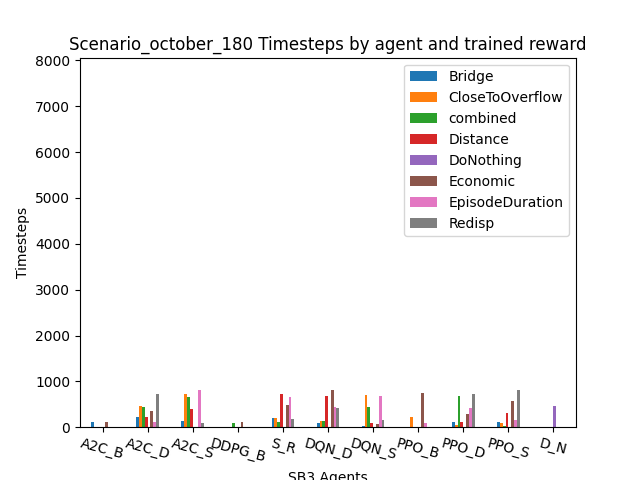 Scenario_october_180 Timesteps by agent and trained reward
8000
7000
6000
5000
4000
3000
2000
1000
0
Timesteps
Bridge
CloseToOverflow
combined
Distance
DoNothing
Economic
EpisodeDuration
Redisp
A2C_B
A2C_D
A2C_S
DDPG_B
S_R
DQN_D
DQN_S
PPO_B
PPO_D
PPO_S
D_N
SB3 Agents